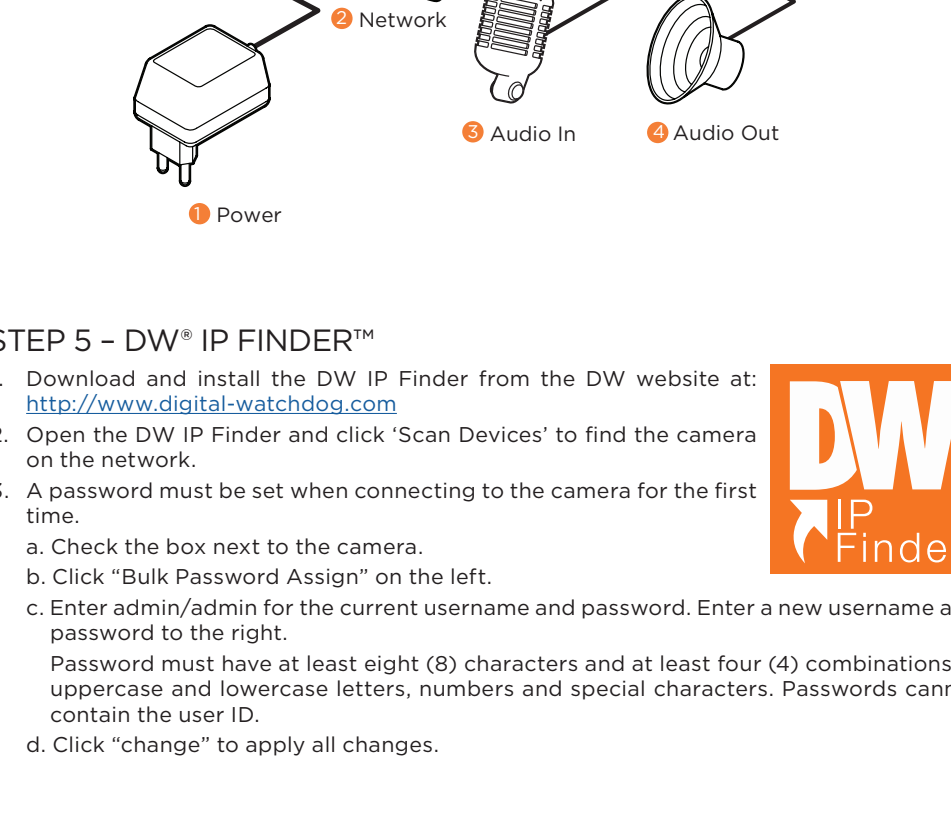 2 Network
3 Audio In
4 Audio Out
1 Power
STEP 5 – DW® IP FINDER™
Download and install the DW IP Finder from the DW website at:
http://www.digital-watchdog.com
2. Open the DW IP Finder and click ‘Scan Devices’ to find the camera
on the network.
3. A password must be set when connecting to the camera for the first
time.
DW
IP
Finde
a. Check the box next to the camera.
b. Click “Bulk Password Assign” on the left.
c. Enter admin/admin for the current username and password. Enter a new username a
password to the right.
Password must have at least eight (8) characters and at least four (4) combinations
uppercase and lowercase letters, numbers and special characters. Passwords cann
contain the user ID.
d. Click “change” to apply all changes.